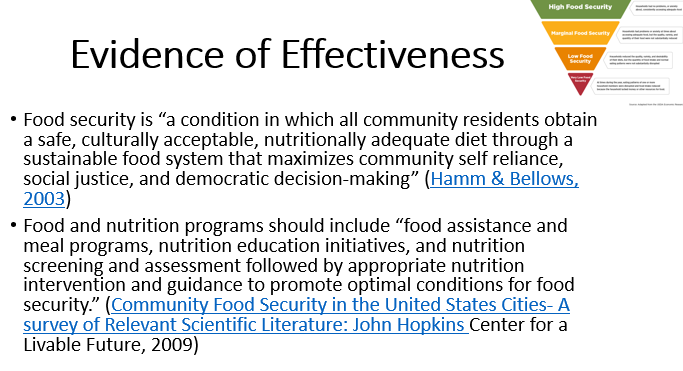 High Food Security
Marginal Food Security
Low Food
Security
Very Low Food
Security
Evidence of Effectiveness
• Food security is “a condition in which all community residents obtain
a safe, culturally acceptable, nutritionally adequate diet through a
sustainable food system that maximizes community self reliance,
social justice, and democratic decision-making” (Hamm & Bellows,
2003)
• Food and nutrition programs should include “food assistance and
meal programs, nutrition education initiatives, and nutrition
screening and assessment followed by appropriate nutrition
intervention and guidance to promote optimal conditions for food
security.” (Community Food Security in the United States Cities- A
survey of Relevant Scientific Literature: John Hopkins Center for a
Livable Future, 2009)